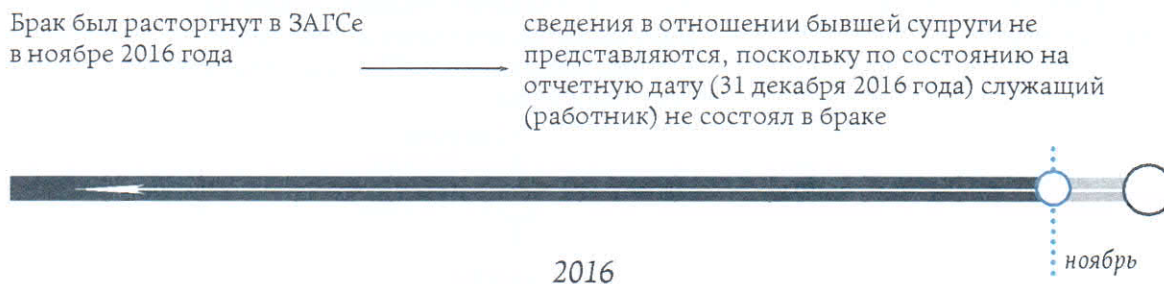 Брак был расторгнут в ЗАГСе
в ноябре 2016 года
сведения в отношении бывшей супруги не
представляются, поскольку по состоянию на
отчетную дату (31 декабря 2016 года) служащий
(работник) не состоял в браке
ноябрь
2016